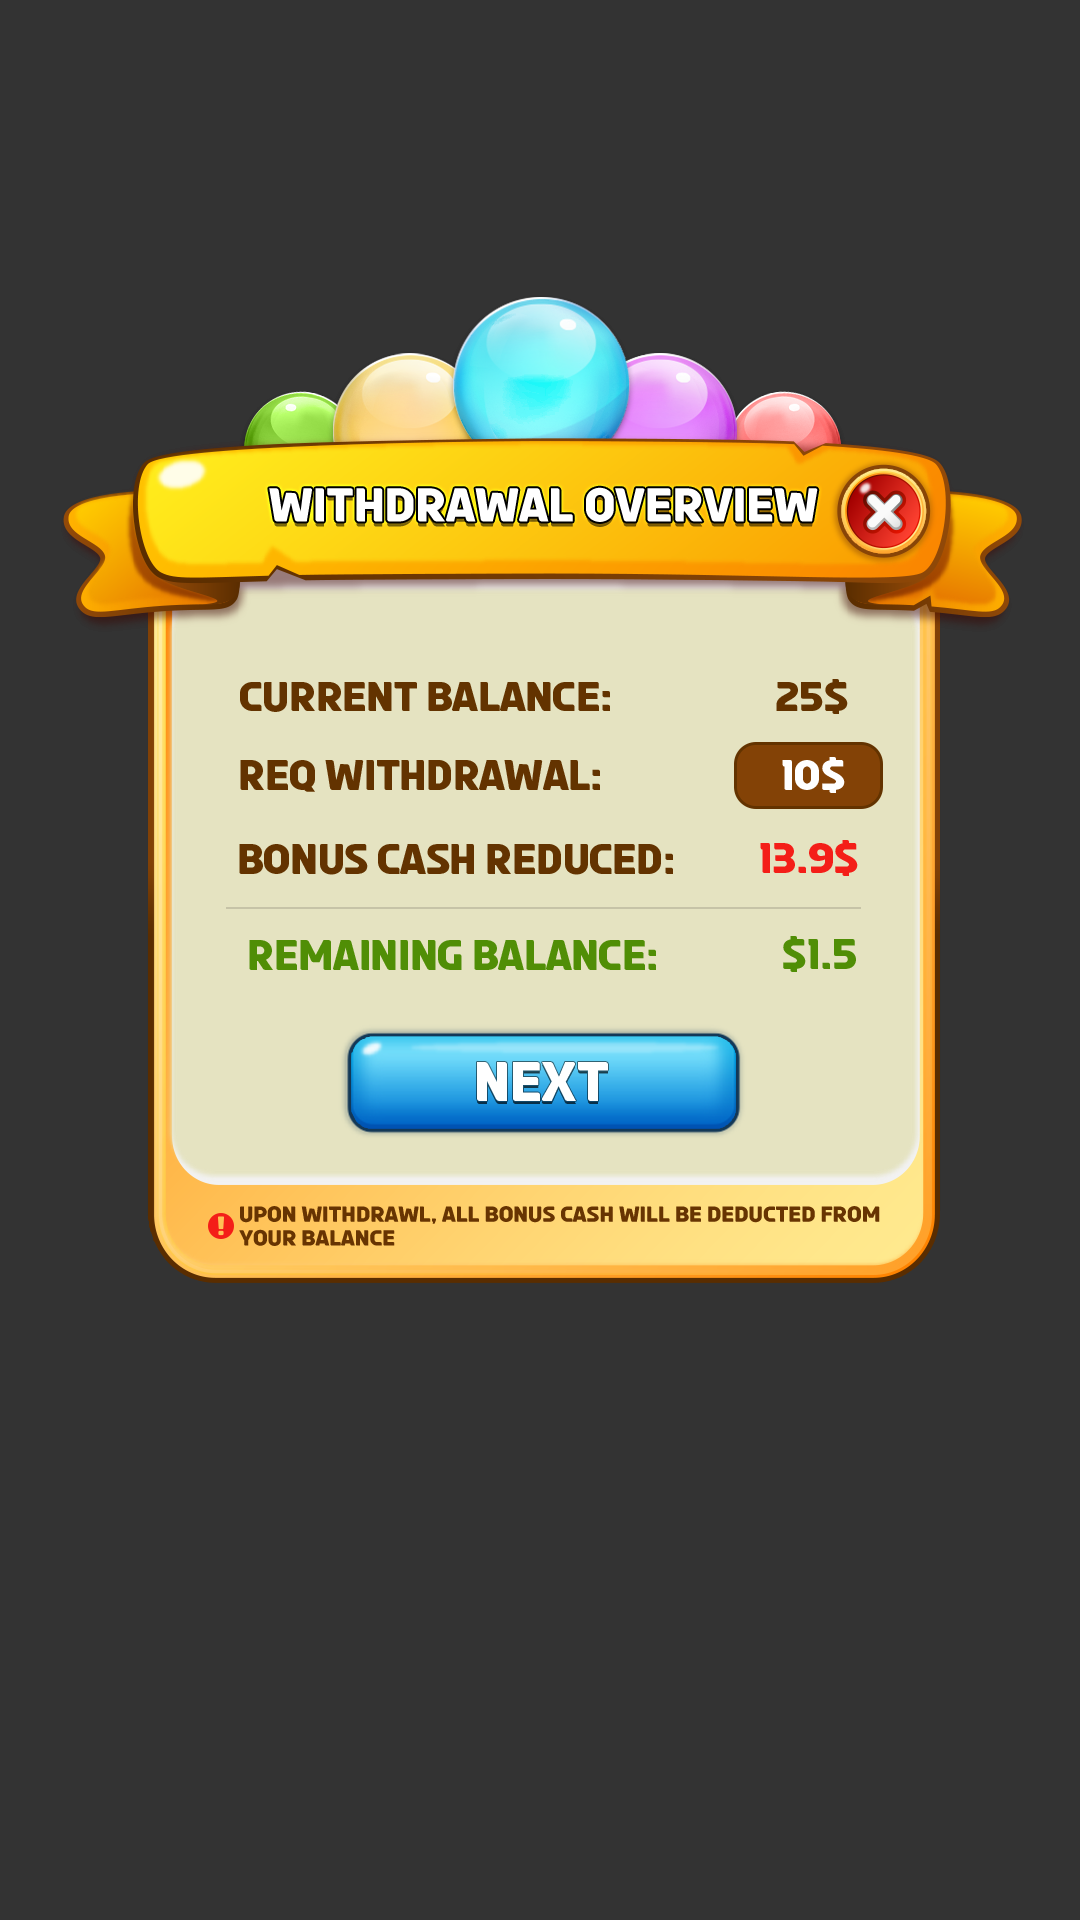 WITHDRAWAL OVERVIEW
CURRENT BALANCE: 25$
REQ WITHDRAWAL: 10$
BONUS CASH REDUCED: 13.9$
REMAINING BALANCE: $1.5
NEXT
UPON WITHDRAWL, ALL BONUS CASH WILL BE DEDUCTED FROM
YOUR BALANCE